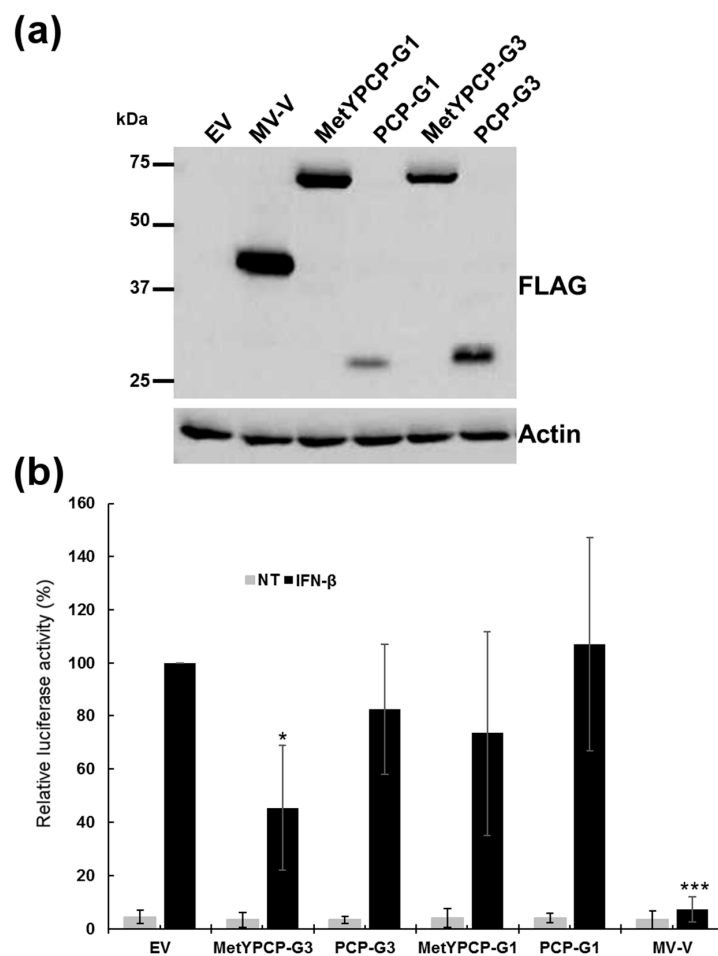 (a)
kDa
EV
MV-V
MetYPCP-G1
PCP-G1
MetYPCP-G3
PCP-G3
75
50
37
25
FLAG
Actin
(b)
160
140
120
100
80
60
40
20
0
Relative luciferase activity (%)
NT IFN-β
*
***
EV MetYPCP-G3 PCP-G3 MetYPCP-G1 PCP-G1 MV-V